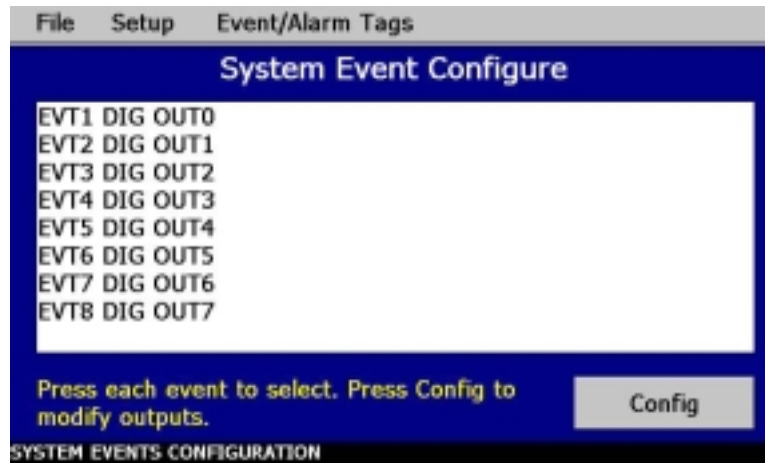 File Setup Event/Alarm Tags
System Event Configure
EVT1 DIG OUT0
EVT2 DIG OUT1
EVT3 DIG OUT2
EVT4 DIG OUT3
EVT5 DIG OUT4
EVT6 DIG OUT5
EVT7 DIG OUT6
EVT8 DIG OUT7
Press each event to select. Press Config to
modify outputs.
Config
SYSTEM EVENTS CONFIGURATION